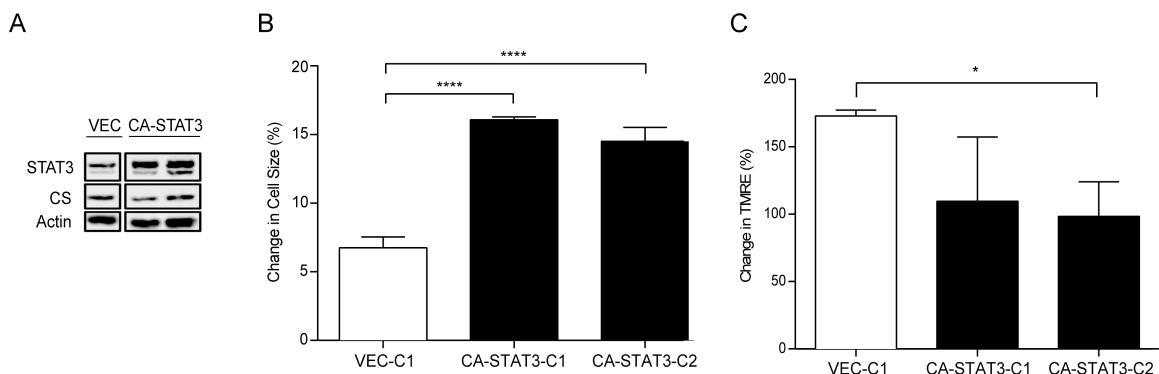 A
VEC CA-STAT3
STAT3
CS
Actin
B
Change in Cell Size (%)
20
15
10
5
0
****
****
VEC-C1 CA-STAT3-C1 CA-STAT3-C2
C
Change in TMRE (%)
200
150
100
50
0
*
VEC-C1 CA-STAT3-C1 CA-STAT3-C2